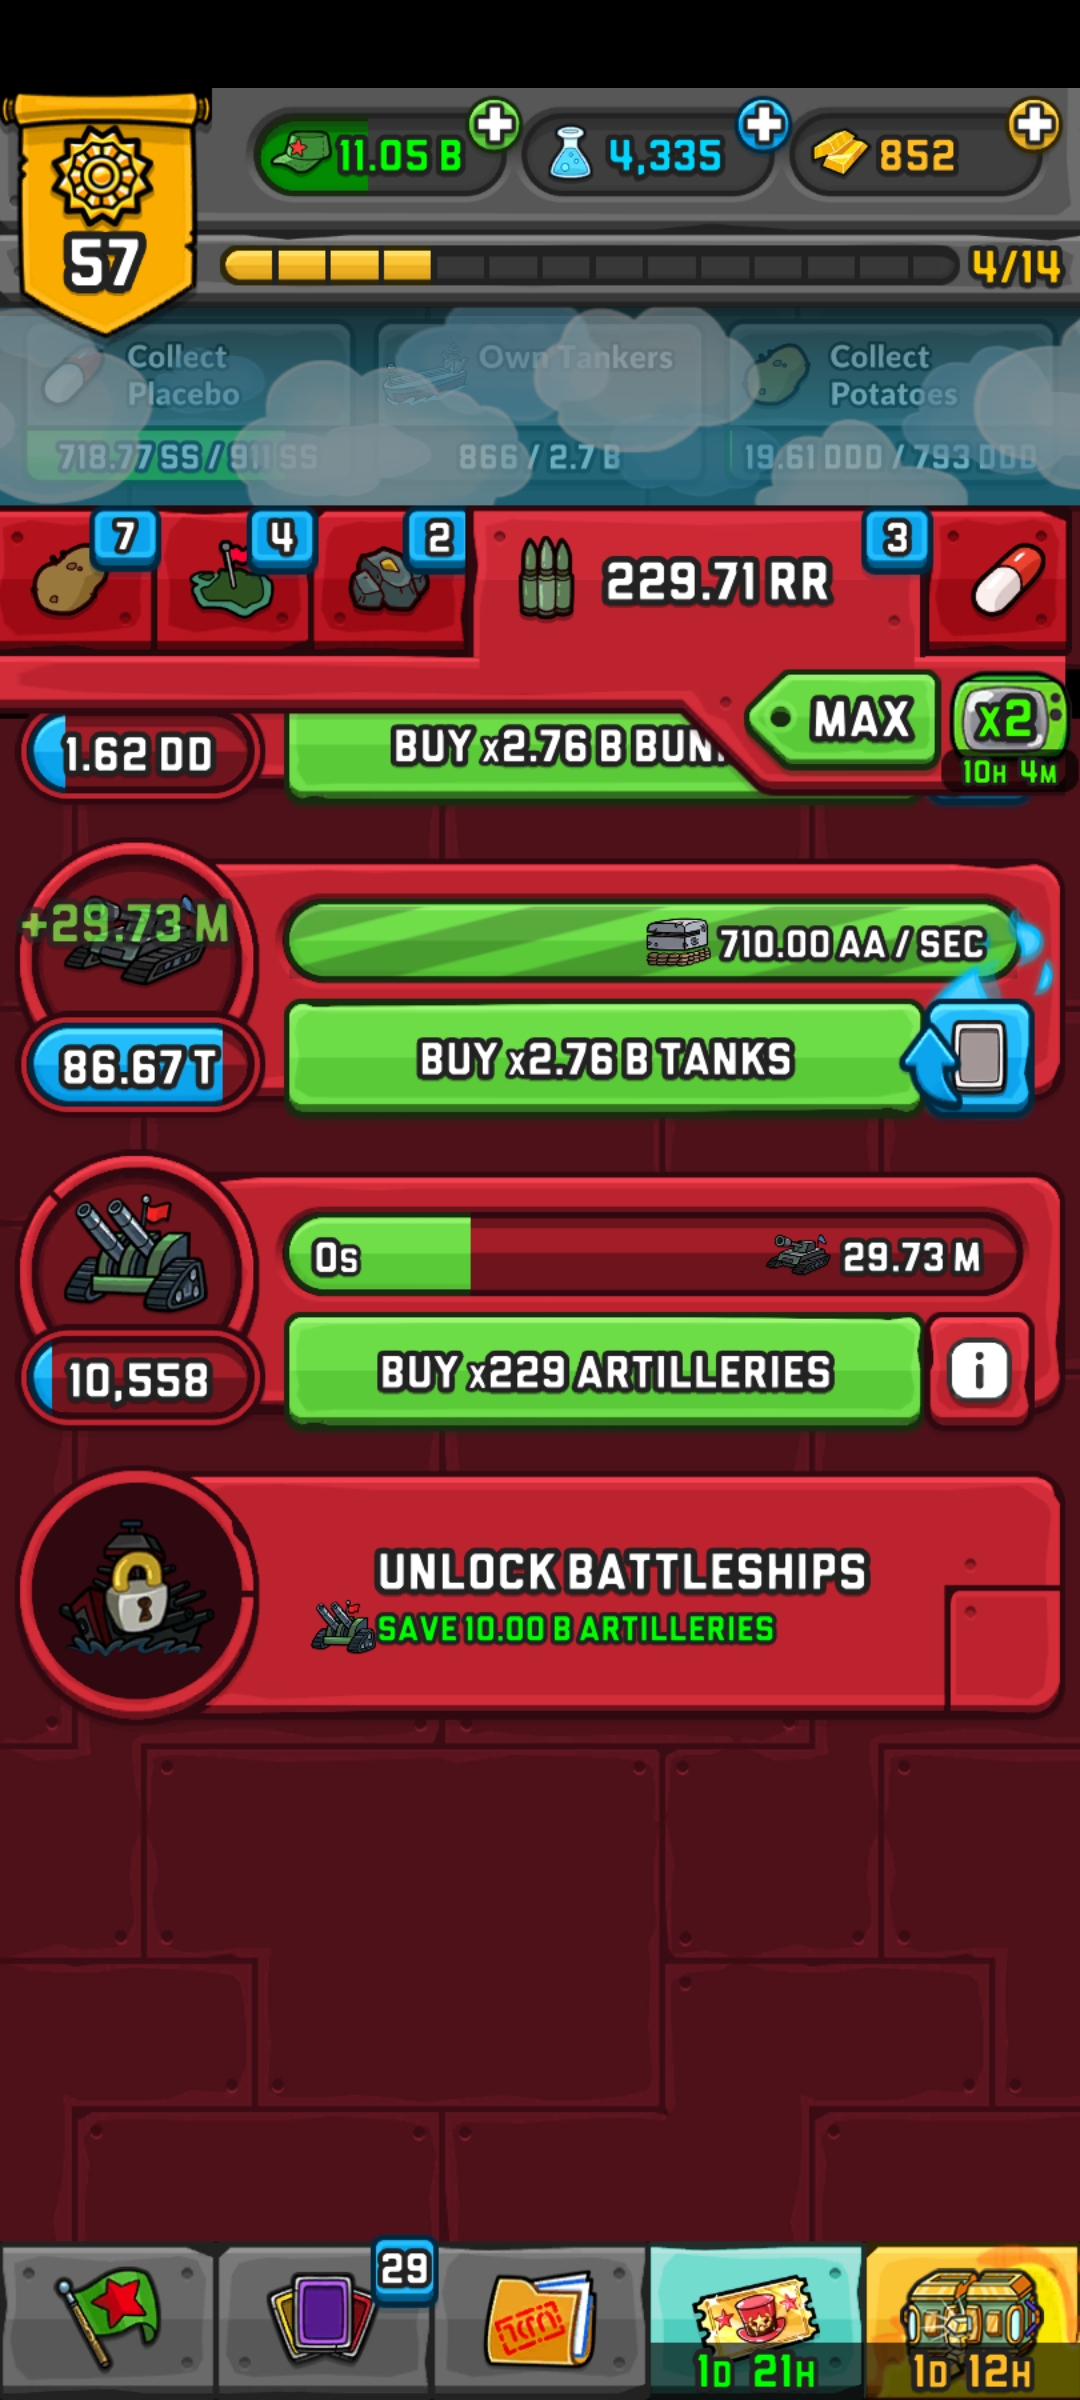 11.05 B
4,335
852
57
4/14
Collect Placebo
Own Tankers
Collect Potatoes
718.77 SS / 911 SS
866 / 2.7 B
19.61 DDD / 793 DDD
7
4
2
229.71 RR
3
MAX
x2
10H 4M
1.62 DD
BUY x2.76 B BUN
+29.73 M
710.00 AA / SEC
86.67 T
BUY x2.76 B TANKS
0s
29.73 M
10,558
BUY x229 ARTILLERIES
i
UNLOCK BATTLESHIPS
SAVE 10.00 B ARTILLERIES
29
1D 21H
1D 12H